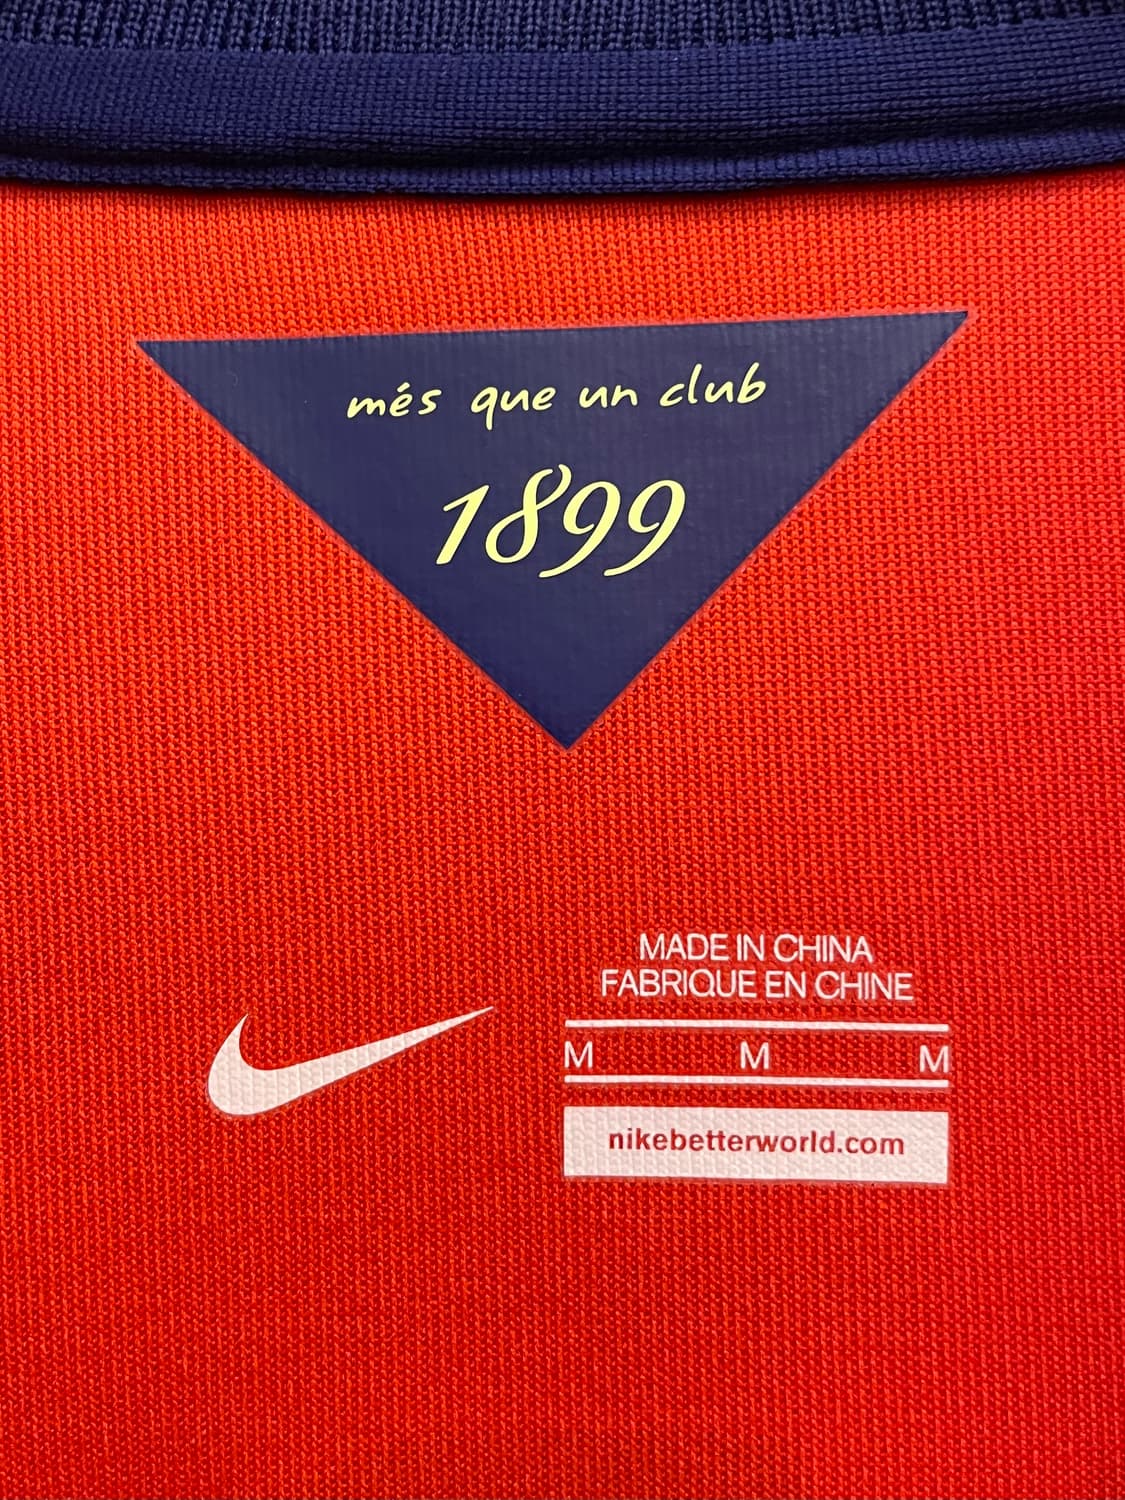 més que un club
1899
MADE IN CHINA
FABRIQUE EN CHINE
M M M
nikebetterworld.com